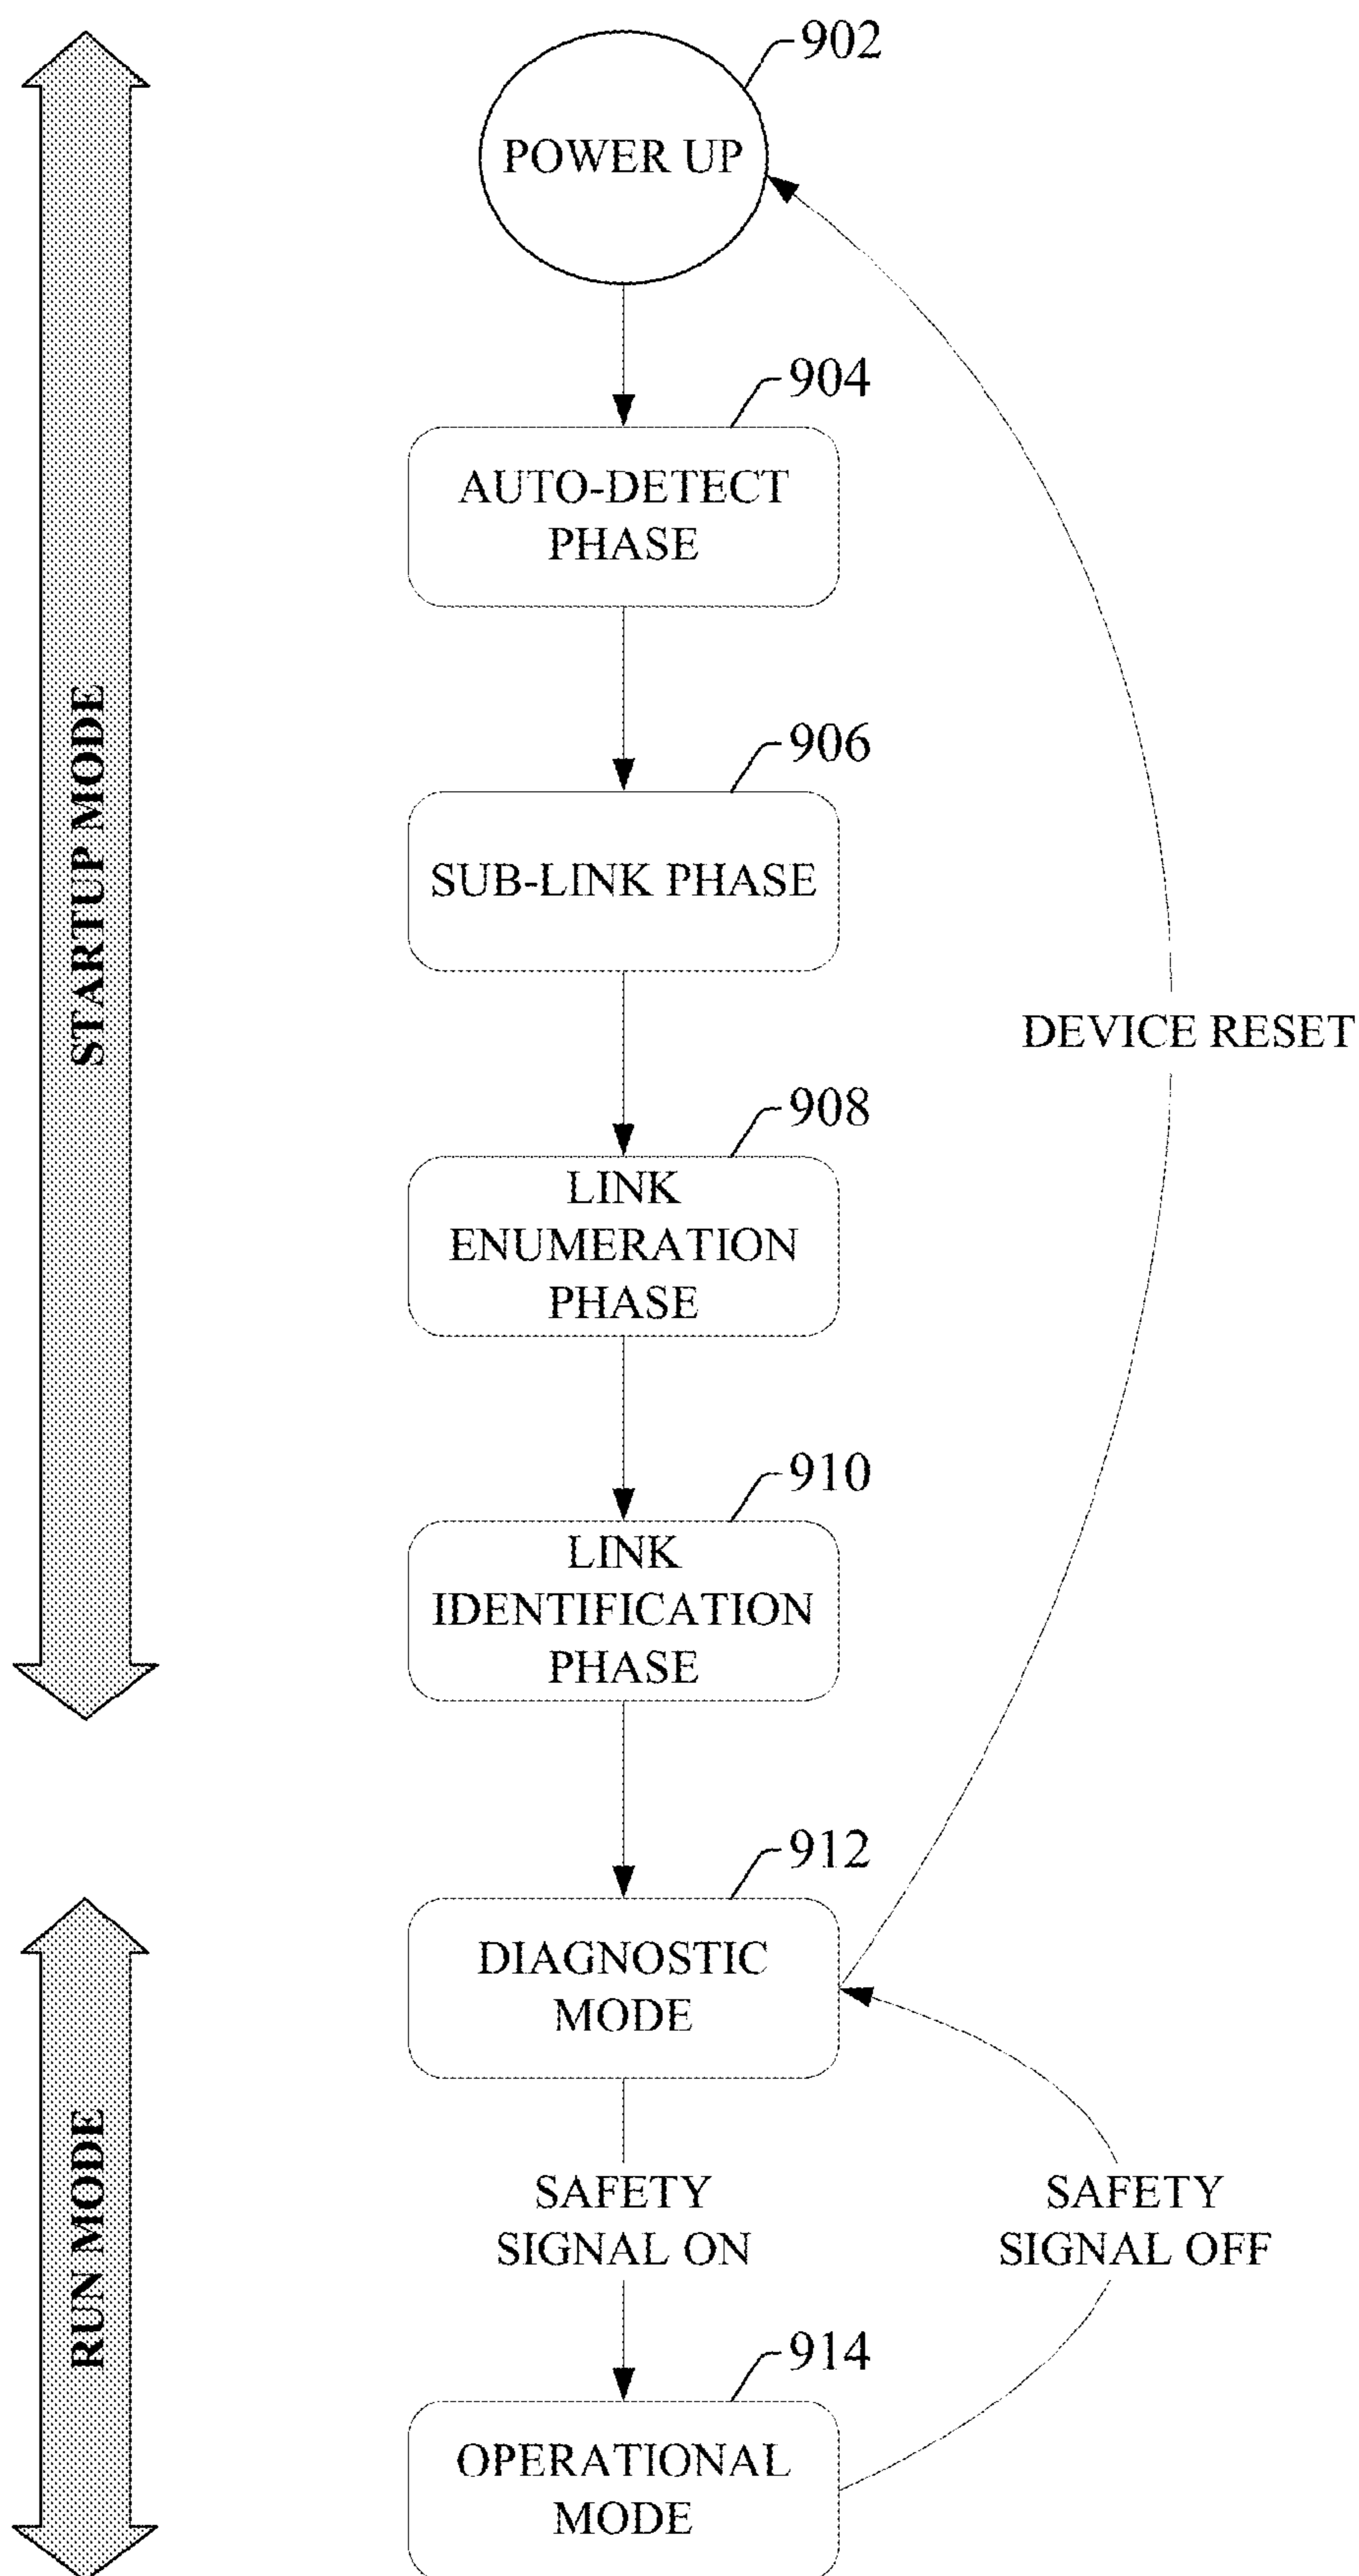 902
POWER UP
904
AUTO-DETECT
PHASE
906
SUB-LINK PHASE
STARTUP MODE
DEVICE RESET
908
LINK
ENUMERATION
PHASE
910
LINK
IDENTIFICATION
PHASE
912
DIAGNOSTIC
MODE
RUN MODE
SAFETY
SIGNAL ON
SAFETY
SIGNAL OFF
914
OPERATIONAL
MODE